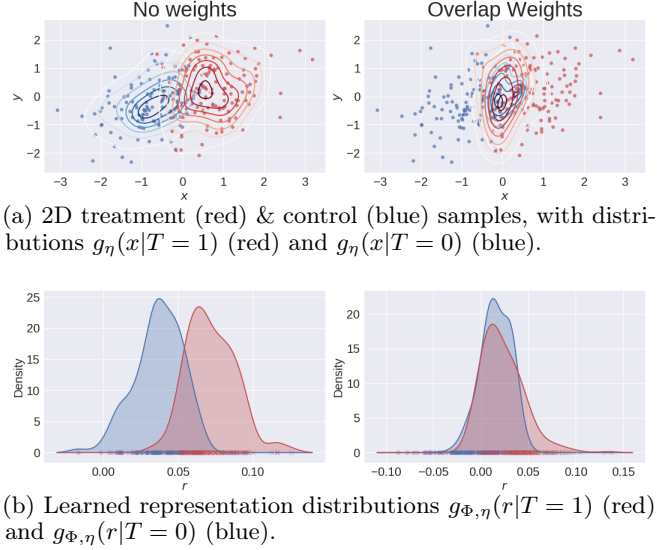 No weights
Overlap Weights
2
1
0
−1
−2
y
−3 −2 −1 0 1 2 3
x
2
1
0
−1
−2
y
−3 −2 −1 0 1 2 3
x
(a) 2D treatment (red) & control (blue) samples, with distri-
butions gη(x|T = 1) (red) and gη(x|T = 0) (blue).
25
20
15
10
5
0
Density
0.00 0.05 0.10
r
20
15
10
5
0
Density
−0.10 −0.05 0.00 0.05 0.10 0.15
r
(b) Learned representation distributions gΦ,η(r|T = 1) (red)
and gΦ,η(r|T = 0) (blue).